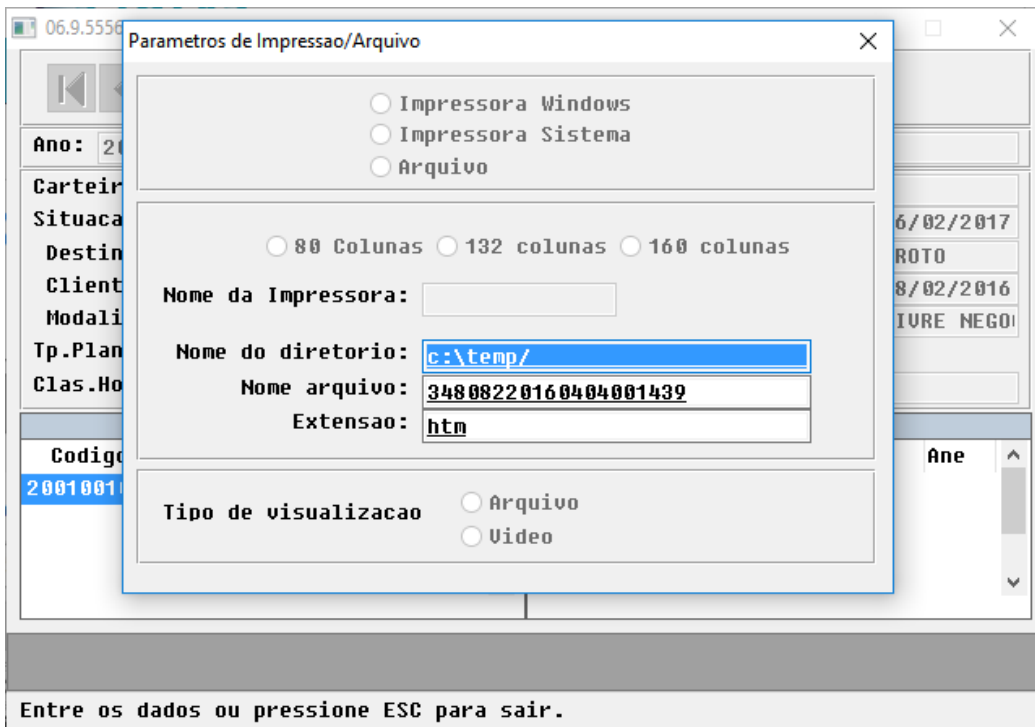 06.9.5556
Parametros de Impressao/Arquivo
Impressora Windows
Impressora Sistema
Arquivo
Ano: 20
Carteir
Situaca 6/02/2017
80 Colunas 132 colunas 160 colunas
Destin ROTO
Client 8/02/2016
Nome da Impressora:
Modali IVRE NEGO
Tp.Plan
Nome do diretorio: c:\temp/
Clas.Ho
Nome arquivo: 34808220160404001439
Extensao: htm
Codigo Ane
2001001
Tipo de visualizacao
Arquivo
Video
Entre os dados ou pressione ESC para sair.